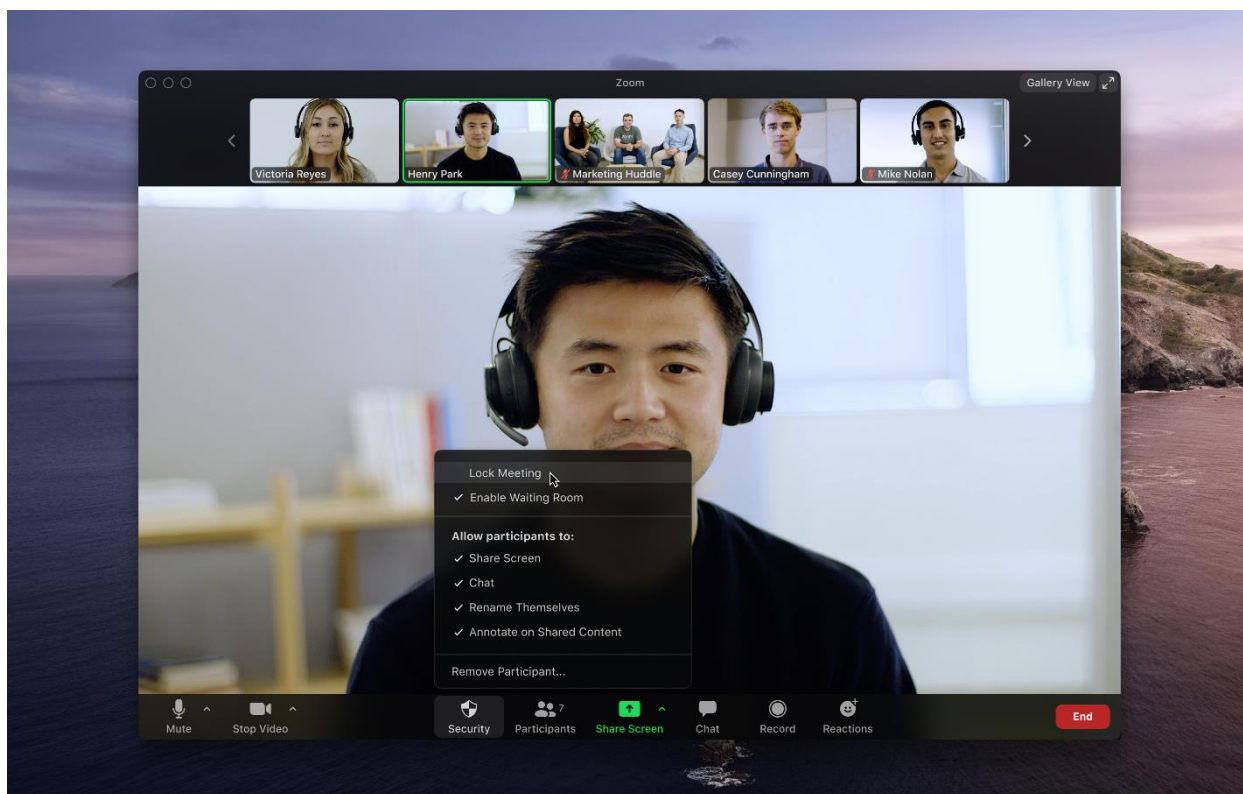 Zoom
Gallery View
Victoria Reyes
Henry Park
Marketing Huddle
Casey Cunningham
Mike Nolan
Lock Meeting
Enable Waiting Room
Allow participants to:
Share Screen
Chat
Rename Themselves
Annotate on Shared Content
Remove Participant...
7
Mute
Stop Video
Security
Participants
Share Screen
Chat
Record
Reactions
End